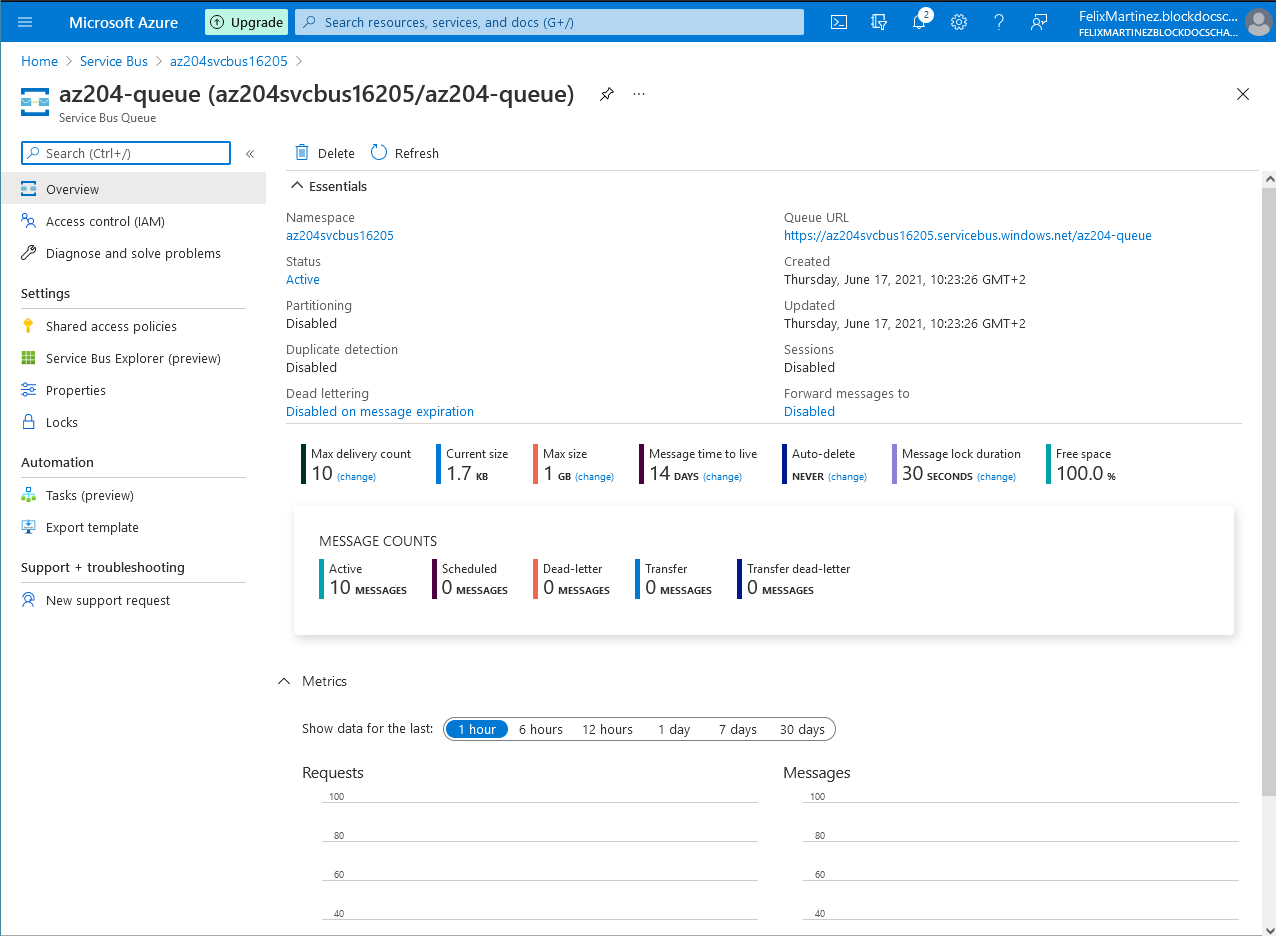 Microsoft Azure
Upgrade
Search resources, services, and docs (G+/)
2
FelixMartinez.blockdocsc...
FELIXMARTINEZBLOCKDOCSCHA...
Home > Service Bus > az204svcbus16205 >
az204-queue (az204svcbus16205/az204-queue) ...
Service Bus Queue
Search (Ctrl+/) «
Overview
Access control (IAM)
Diagnose and solve problems
Settings
Shared access policies
Service Bus Explorer (preview)
Properties
Locks
Automation
Tasks (preview)
Export template
Support + troubleshooting
New support request
Delete Refresh
Essentials
Namespace
az204svcbus16205
Status
Active
Partitioning
Disabled
Duplicate detection
Disabled
Dead lettering
Disabled on message expiration
Queue URL
https://az204svcbus16205.servicebus.windows.net/az204-queue
Created
Thursday, June 17, 2021, 10:23:26 GMT+2
Updated
Thursday, June 17, 2021, 10:23:26 GMT+2
Sessions
Disabled
Forward messages to
Disabled
Max delivery count
10 (change)
Current size
1.7 KB
Max size
1 GB (change)
Message time to live
14 DAYS (change)
Auto-delete
NEVER (change)
Message lock duration
30 SECONDS (change)
Free space
100.0 %
MESSAGE COUNTS
Active
10 MESSAGES
Scheduled
0 MESSAGES
Dead-letter
0 MESSAGES
Transfer
0 MESSAGES
Transfer dead-letter
0 MESSAGES
Metrics
Show data for the last: 1 hour 6 hours 12 hours 1 day 7 days 30 days
Requests
100
80
60
40
Messages
100
80
60
40